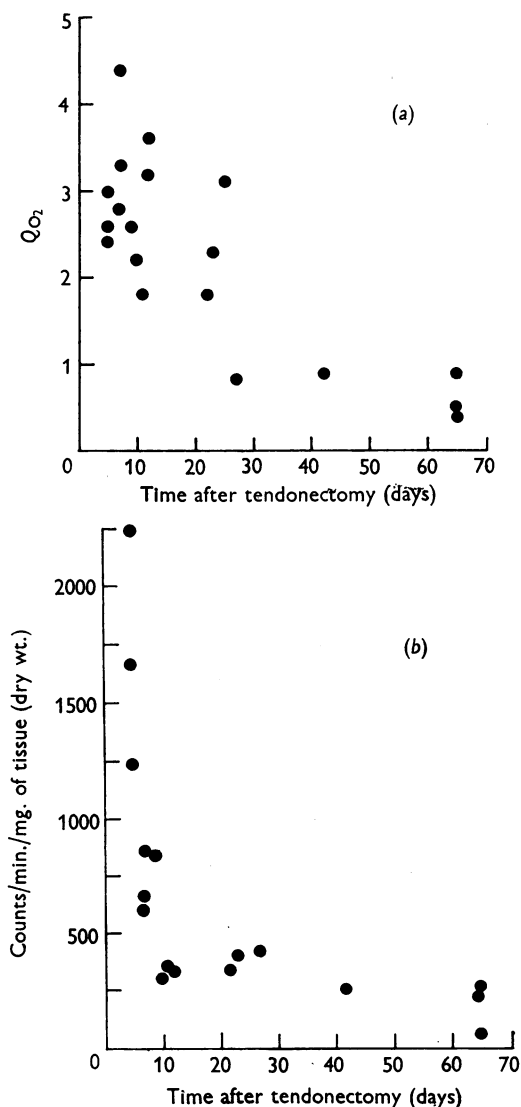 5
(a)
4
3
QO₂
2
1
0 10 20 30 40 50 60 70
Time after tendonectomy (days)
2000
(b)
1500
Counts/min./mg. of tissue (dry wt.)
1000
500
0 10 20 30 40 50 60 70
Time after tendonectomy (days)